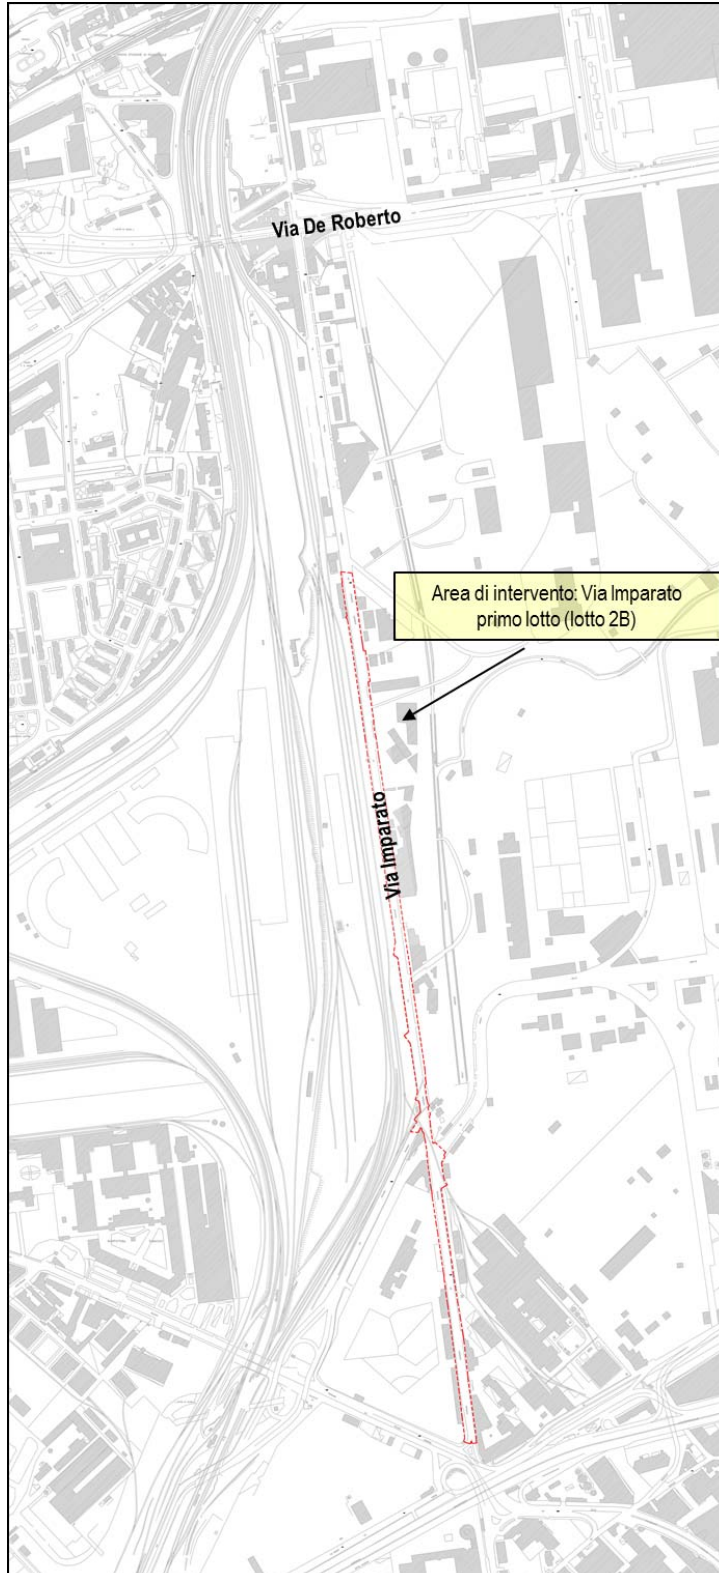 Via De Roberto
Area di intervento: Via Imparato
primo lotto (lotto 2B)
Via Imparato